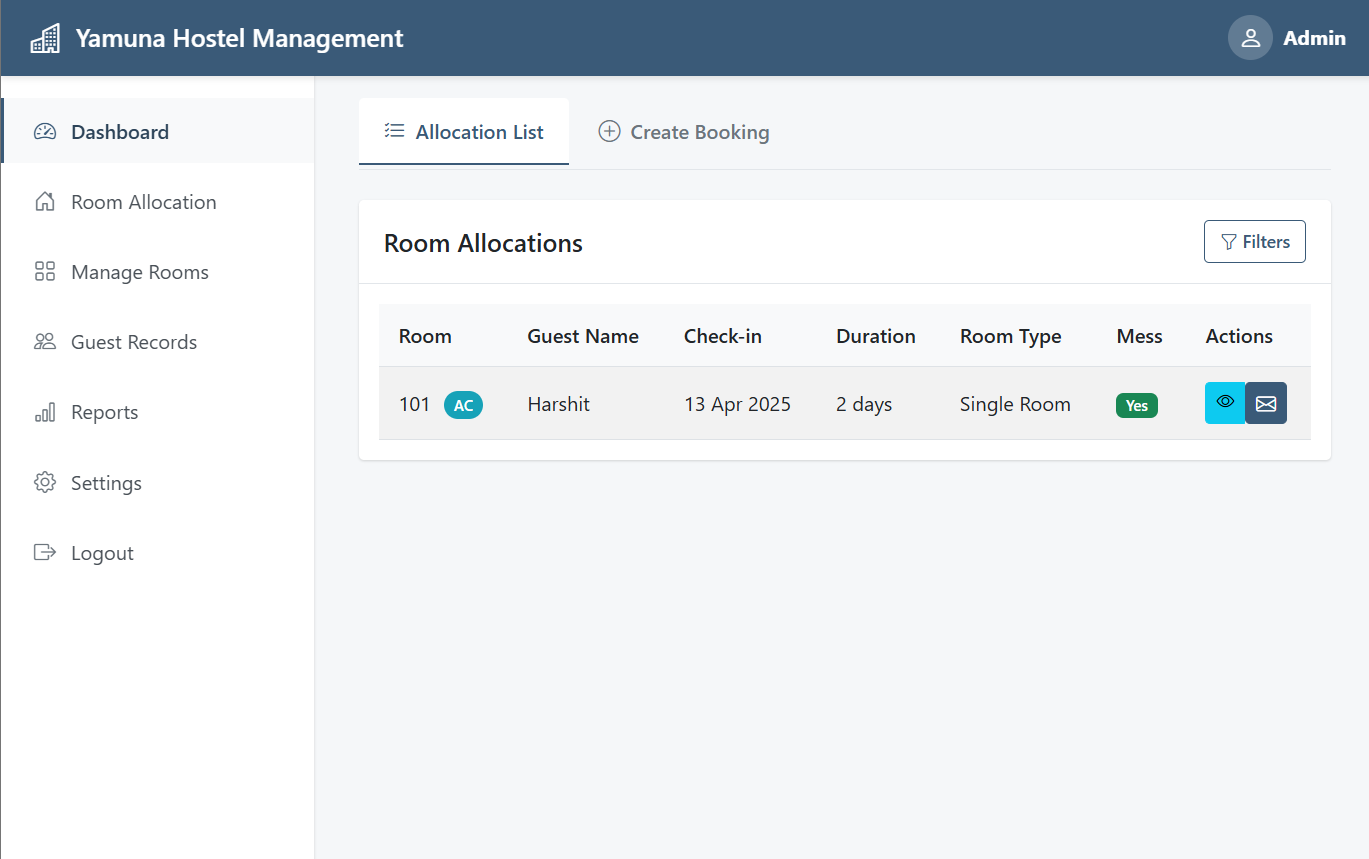 Yamuna Hostel Management
Admin
Dashboard
Room Allocation
Manage Rooms
Guest Records
Reports
Settings
Logout
Allocation List
Create Booking
Room Allocations
Filters
Room Guest Name Check-in Duration Room Type Mess Actions
101 AC Harshit 13 Apr 2025 2 days Single Room Yes